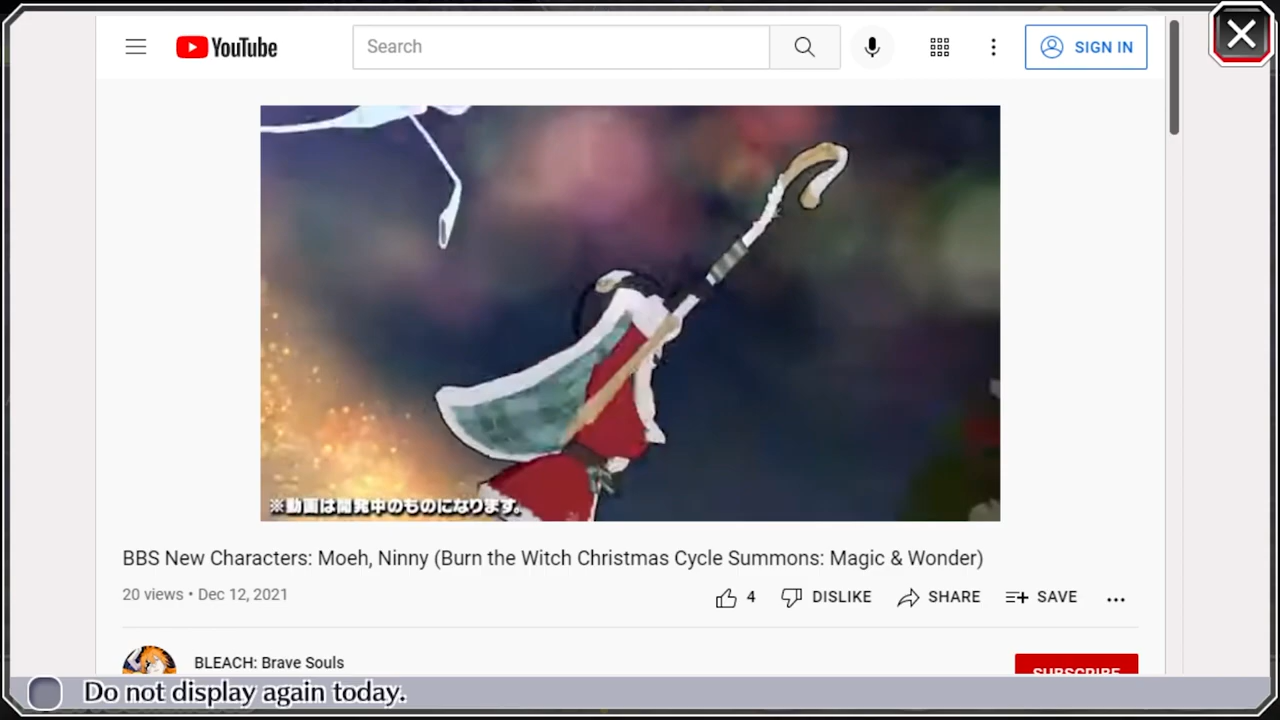 YouTube
Search
SIGN IN
※動画は開発中のものになります。
BBS New Characters: Moeh, Ninny (Burn the Witch Christmas Cycle Summons: Magic & Wonder)
20 views • Dec 12, 2021
4 DISLIKE SHARE SAVE
BLEACH: Brave Souls
SUBSCRIBE
Do not display again today.